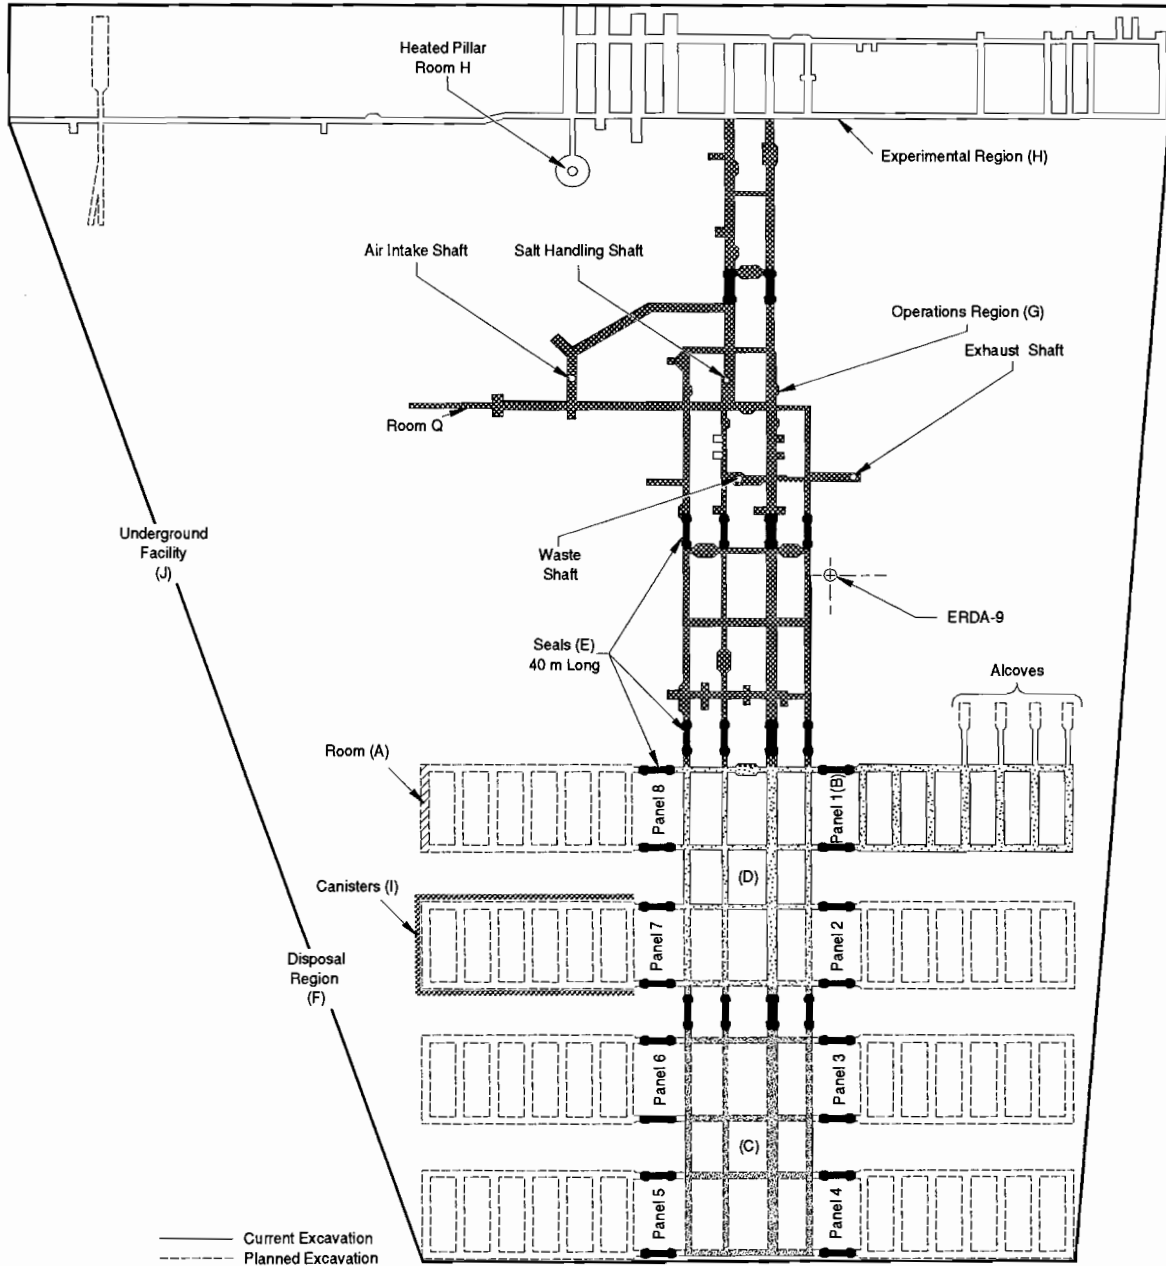 Heated Pillar
Room H
Experimental Region (H)
Air Intake Shaft
Salt Handling Shaft
Operations Region (G)
Exhaust Shaft
Room Q
Underground
Facility
(J)
Waste
Shaft
ERDA-9
Seals (E)
40 m Long
Alcoves
Room (A)
Panel 8
Panel 1(B)
(D)
Canisters (I)
Panel 7
Panel 2
Disposal
Region
(F)
Panel 6
Panel 3
(C)
Panel 5
Panel 4
Current Excavation
Planned Excavation